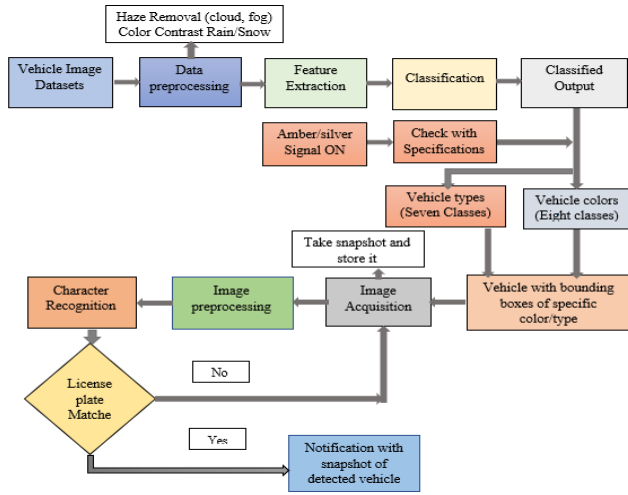 Haze Removal (cloud, fog)
Color Contrast Rain/Snow
Vehicle Image
Datasets
Data
preprocessing
Feature
Extraction
Classification
Classified
Output
Amber/silver
Signal ON
Check with
Specifications
Vehicle types
(Seven Classes)
Vehicle colors
(Eight classes)
Take snapshot and
store it
Character
Recognition
Image
preprocessing
Image
Acquisition
Vehicle with bounding
boxes of specific
color/type
License
plate
Matche
No
Yes
Notification with
snapshot of
detected vehicle